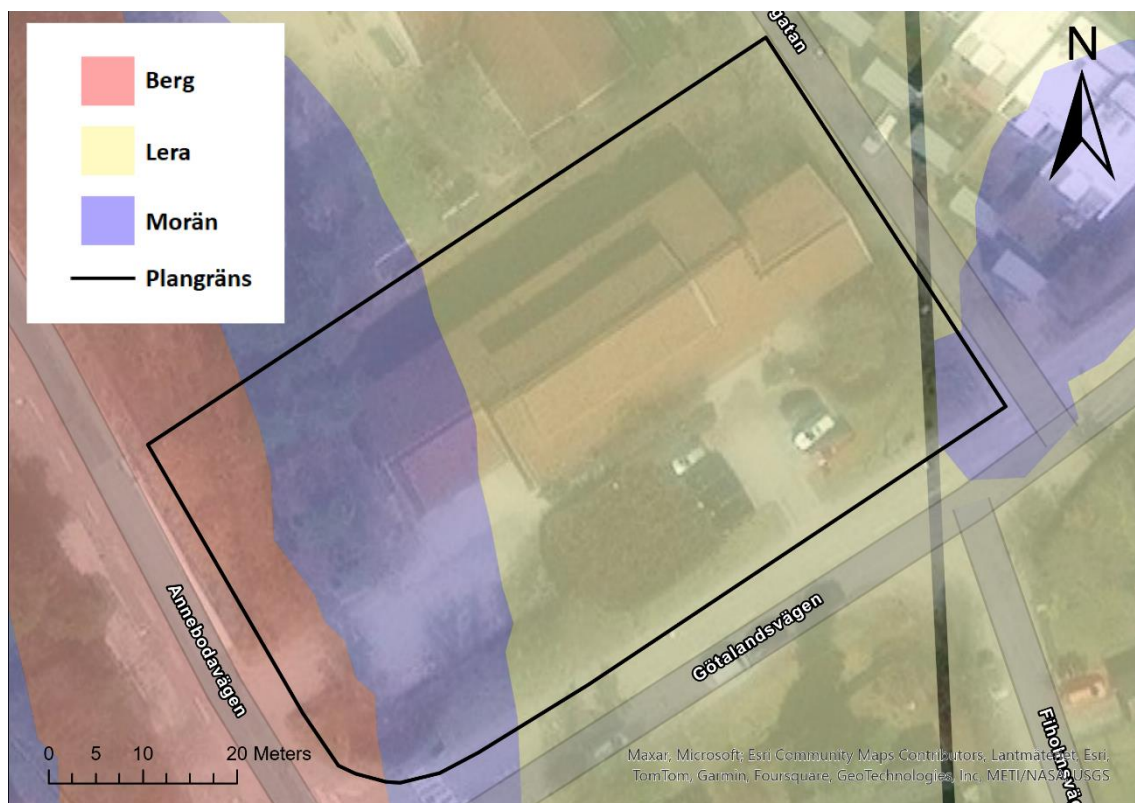 Berg
Lera
Morän
Plangräns
gatan
N
Annebodavägen
Götalandsvägen
Fiholmsvä
0 5 10 20 Meters
Maxar, Microsoft, Esri Community Maps Contributors, Lantmäteriet, Esri,
TomTom, Garmin, Foursquare, GeoTechnologies, Inc, METI/NASA, USGS